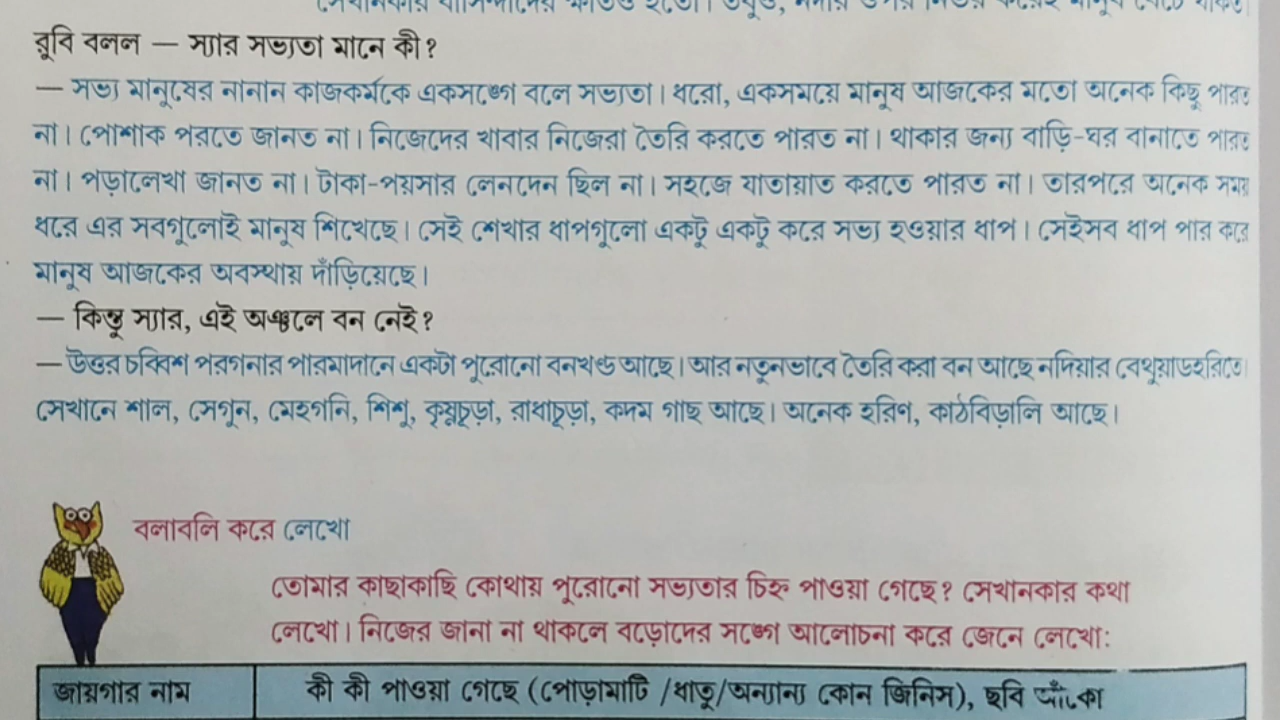 রুবি বলল — স্যার সভ্যতা মানে কী?
— সভ্য মানুষের নানান কাজকর্মকে একসঙ্গে বলে সভ্যতা। ধরো, একসময়ে মানুষ আজকের মতো অনেক কিছু পারত
না। পোশাক পরতে জানত না। নিজেদের খাবার নিজেরা তৈরি করতে পারত না। থাকার জন্য বাড়ি-ঘর বানাতে পারত
না। পড়ালেখা জানত না। টাকা-পয়সার লেনদেন ছিল না। সহজে যাতায়াত করতে পারত না। তারপরে অনেক সময়
ধরে এর সবগুলোই মানুষ শিখেছে। সেই শেখার ধাপগুলো একটু একটু করে সভ্য হওয়ার ধাপ। সেইসব ধাপ পার করে
মানুষ আজকের অবস্থায় দাঁড়িয়েছে।
— কিন্তু স্যার, এই অঞ্চলে বন নেই?
— উত্তর চব্বিশ পরগনার পারমাদানে একটা পুরোনো বনখণ্ড আছে। আর নতুনভাবে তৈরি করা বন আছে নদিয়ার বেথুয়াডহরিতে।
সেখানে শাল, সেগুন, মেহগনি, শিশু, কৃষ্ণচূড়া, রাধাচূড়া, কদম গাছ আছে। অনেক হরিণ, কাঠবিড়ালি আছে।
বলাবলি করে লেখো
তোমার কাছাকাছি কোথায় পুরোনো সভ্যতার চিহ্ন পাওয়া গেছে? সেখানকার কথা
লেখো। নিজের জানা না থাকলে বড়োদের সঙ্গে আলোচনা করে জেনে লেখো:
জায়গার নাম
কী কী পাওয়া গেছে (পোড়ামাটি /ধাতু/অন্যান্য কোন জিনিস), ছবি আঁকো